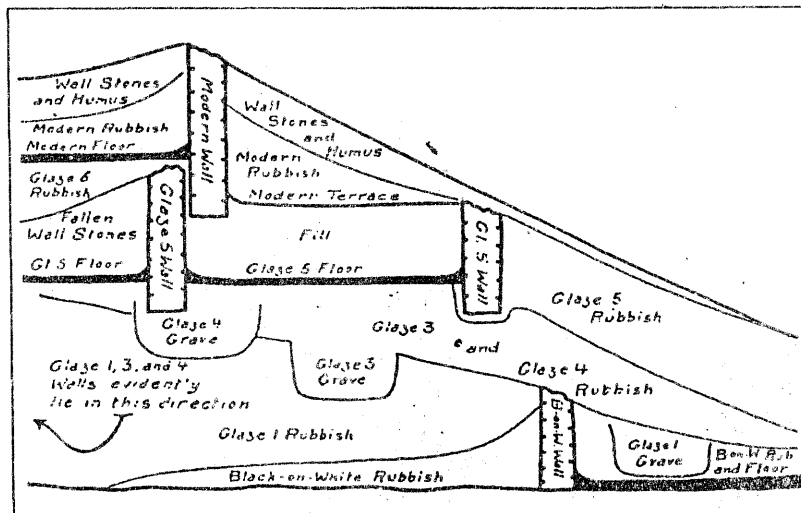 Wall Stones
and Humus
Modern Rubbish
Modern Floor
Modern Wall
Wall
Stones
and
Humus
Modern
Rubbish
Modern Terrace
Glaze 6
Rubbish
Fallen
Wall Stones
Gl 5 Floor
Glaze 5 Wall
Fill
Glaze 5 Floor
Gl. 5 Wall
Glaze 5
Rubbish
Glaze 4
Grave
Glaze 3
and
Glaze 4
Rubbish
Glaze 3
Grave
Glaze 1, 3, and 4
Walls evidently
lie in this direction
Glaze 1 Rubbish
Black-on-White Rubbish
B-on-W. Wall
Glaze 1
Grave
B on W Rub
and Floor